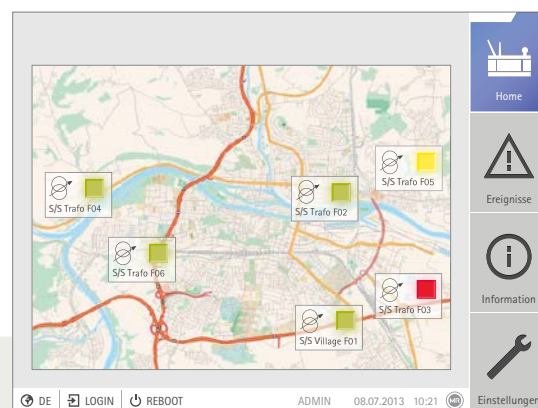 Home
S/S Trafo F05
S/S Trafo F04
S/S Trafo F02
Ereignisse
S/S Trafo F06
Information
S/S Trafo F03
S/S Village F01
DE LOGIN REBOOT ADMIN 08.07.2013 10:21 MR Einstellungen